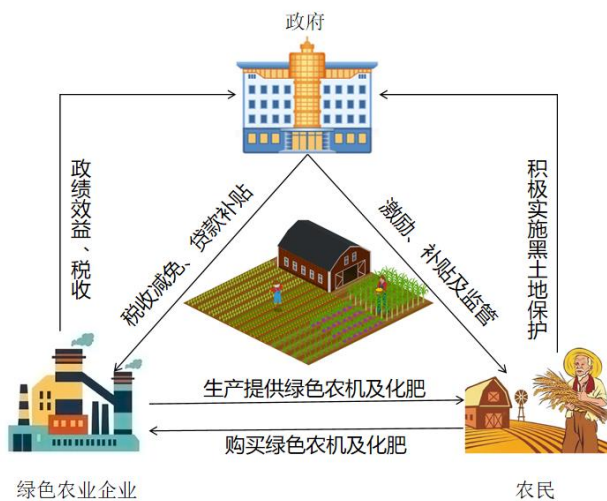 政府
政绩效益、税收
税收减免、贷款补贴
激励、补贴及监管
积极实施黑土地保护
生产提供绿色农机及化肥
购买绿色农机及化肥
绿色农业企业
农民